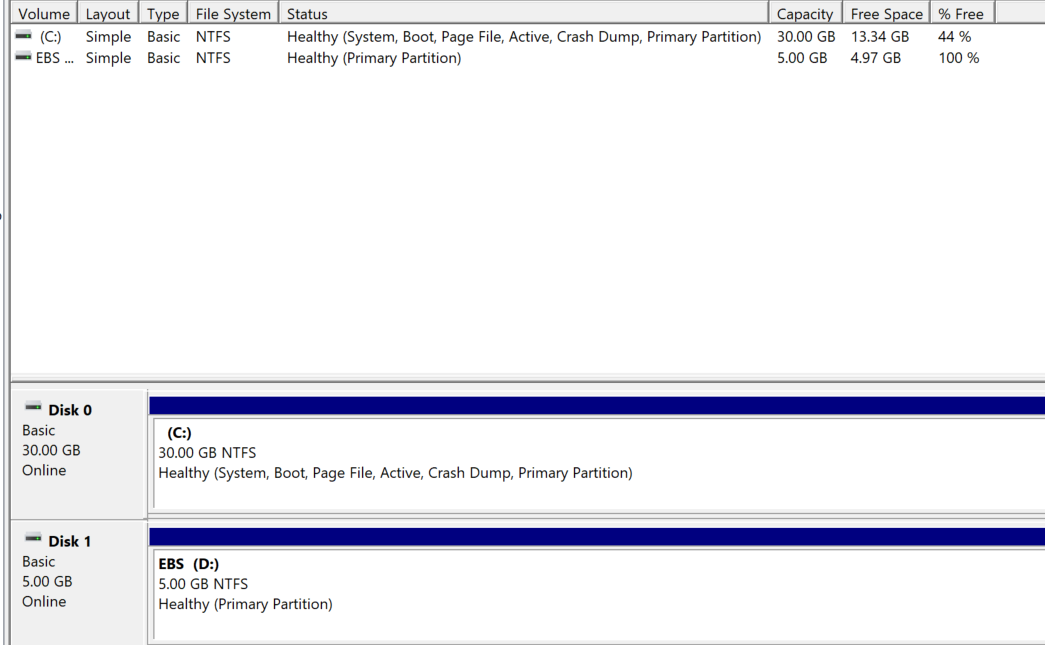 Volume Layout Type File System Status Capacity Free Space % Free
(C:) Simple Basic NTFS Healthy (System, Boot, Page File, Active, Crash Dump, Primary Partition) 30.00 GB 13.34 GB 44 %
EBS ... Simple Basic NTFS Healthy (Primary Partition) 5.00 GB 4.97 GB 100 %
Disk 0
Basic
30.00 GB
Online
(C:)
30.00 GB NTFS
Healthy (System, Boot, Page File, Active, Crash Dump, Primary Partition)
Disk 1
Basic
5.00 GB
Online
EBS (D:)
5.00 GB NTFS
Healthy (Primary Partition)